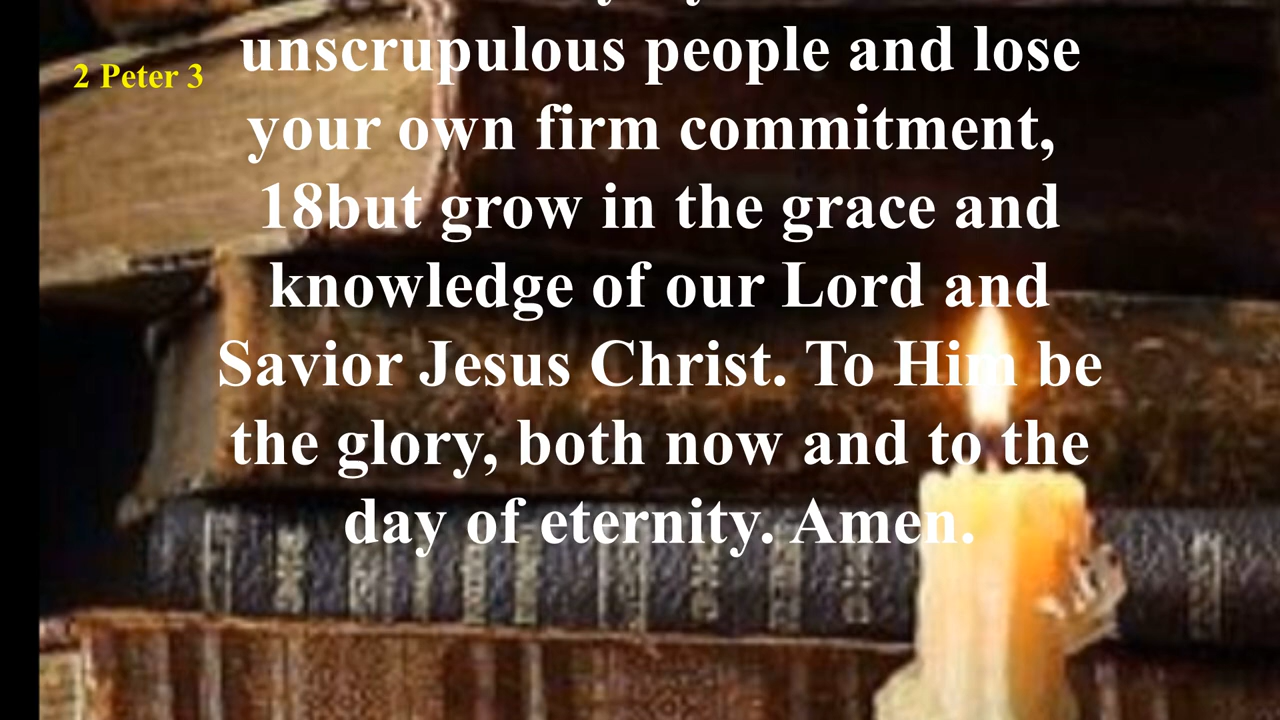 2 Peter 3
unscrupulous people and lose
your own firm commitment,
18but grow in the grace and
knowledge of our Lord and
Savior Jesus Christ. To Him be
the glory, both now and to the
day of eternity. Amen.